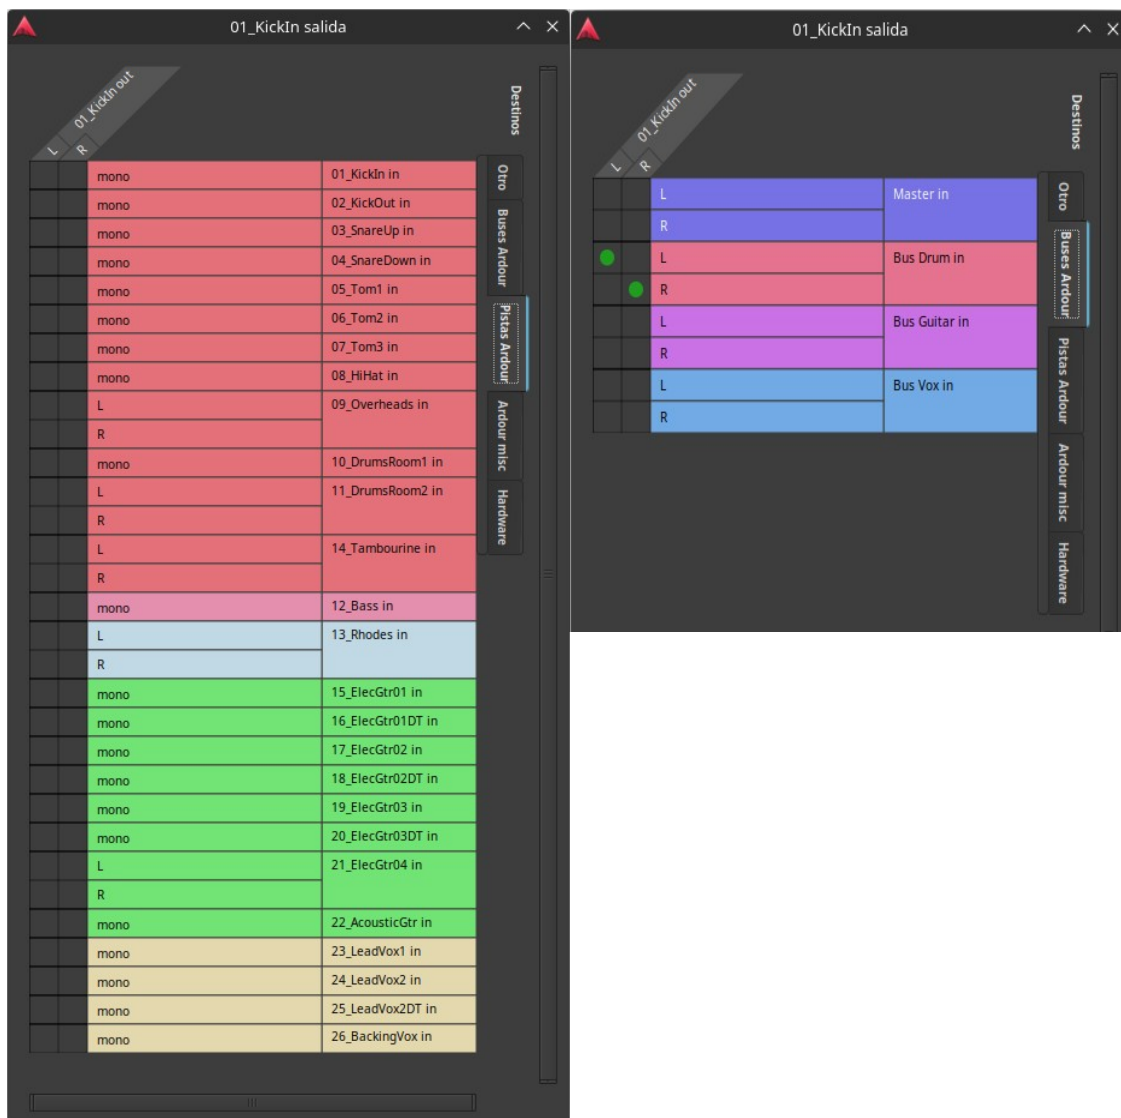 01_KickIn salida
01_KickIn out
L R
Destinos
mono 01_KickIn in
mono 02_KickOut in
mono 03_SnareUp in
mono 04_SnareDown in
mono 05_Tom1 in
mono 06_Tom2 in
mono 07_Tom3 in
mono 08_HiHat in
L 09_Overheads in
R
mono 10_DrumsRoom1 in
L 11_DrumsRoom2 in
R
L 14_Tambourine in
R
mono 12_Bass in
L 13_Rhodes in
R
mono 15_ElecGtr01 in
mono 16_ElecGtr01DT in
mono 17_ElecGtr02 in
mono 18_ElecGtr02DT in
mono 19_ElecGtr03 in
mono 20_ElecGtr03DT in
L 21_ElecGtr04 in
R
mono 22_AcousticGtr in
mono 23_LeadVox1 in
mono 24_LeadVox2 in
mono 25_LeadVox2DT in
mono 26_BackingVox in
Otro
Buses Ardour
Pistas Ardour
Ardour misc
Hardware
01_KickIn salida
01_KickIn out
L R
Destinos
L Master in
R
L Bus Drum in
R
L Bus Guitar in
R
L Bus Vox in
R
Otro
Buses Ardour
Pistas Ardour
Ardour misc
Hardware